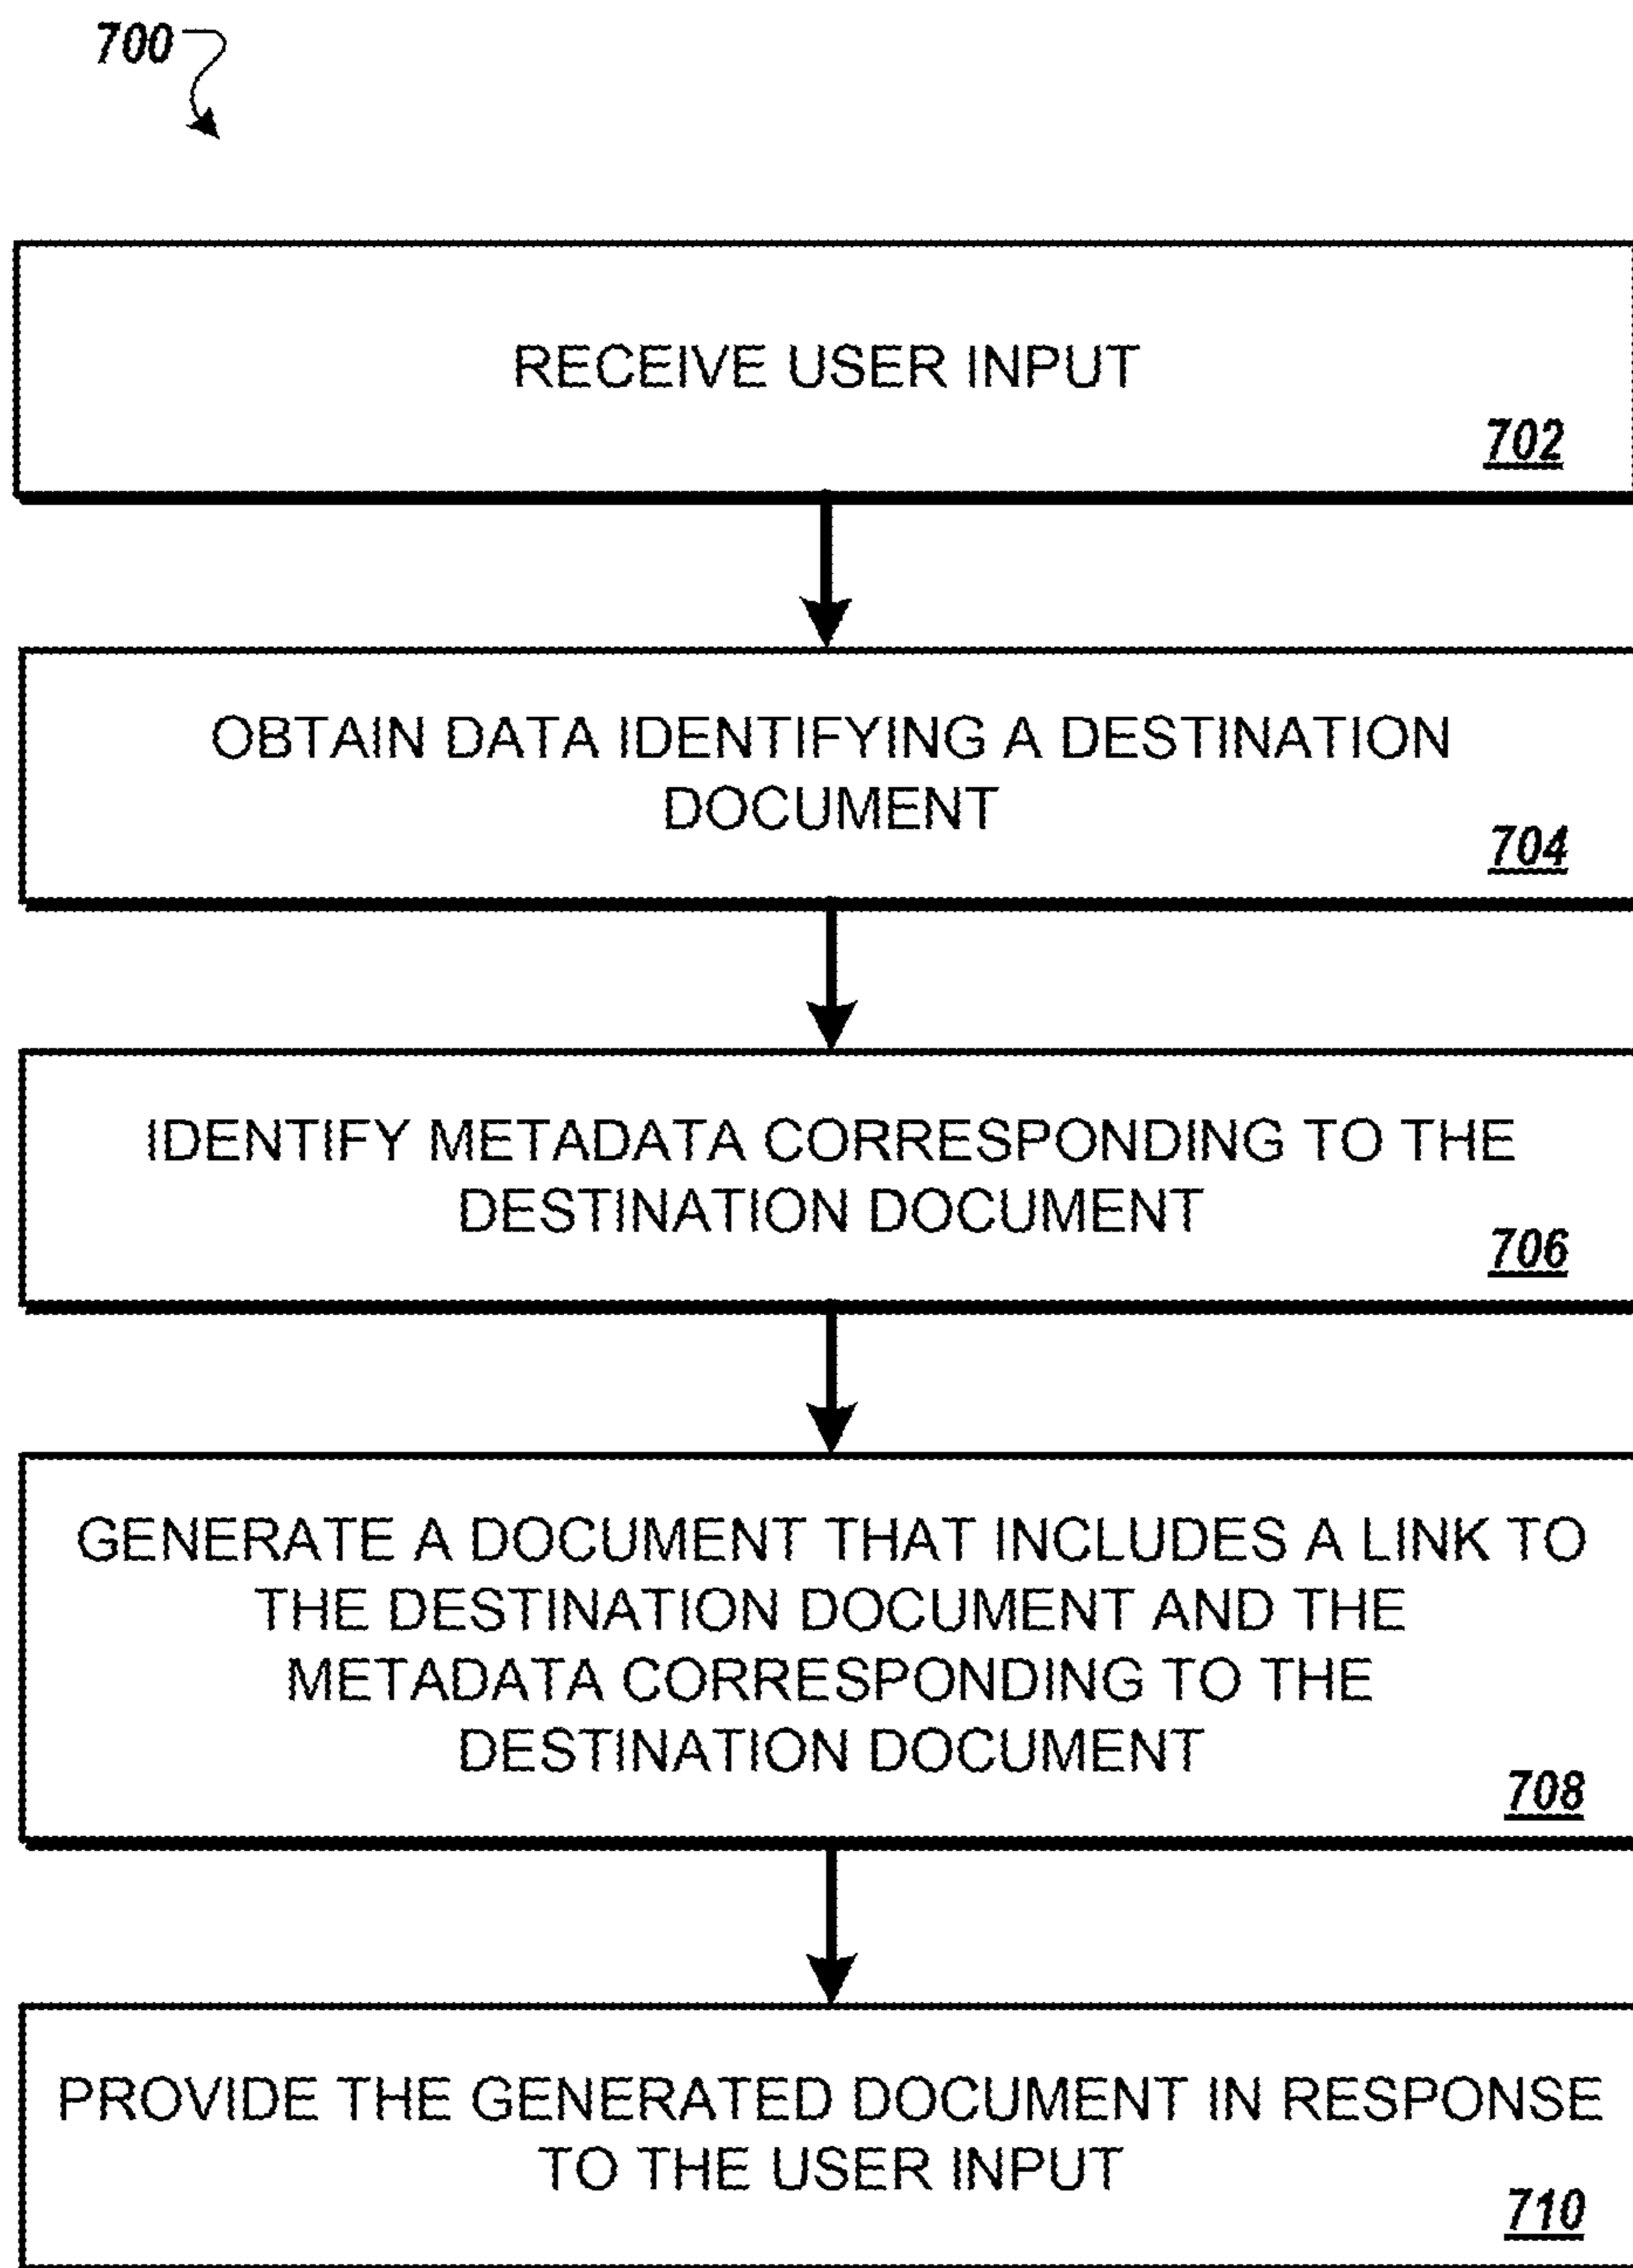 700
RECEIVE USER INPUT
702
OBTAIN DATA IDENTIFYING A DESTINATION
DOCUMENT
704
IDENTIFY METADATA CORRESPONDING TO THE
DESTINATION DOCUMENT
706
GENERATE A DOCUMENT THAT INCLUDES A LINK TO
THE DESTINATION DOCUMENT AND THE
METADATA CORRESPONDING TO THE
DESTINATION DOCUMENT
708
PROVIDE THE GENERATED DOCUMENT IN RESPONSE
TO THE USER INPUT
710